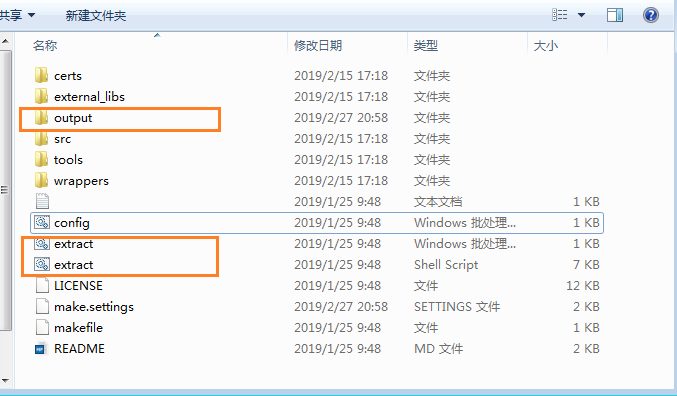 共享 新建文件夹
名称 修改日期 类型 大小
certs 2019/2/15 17:18 文件夹
external_libs 2019/2/15 17:18 文件夹
output 2019/2/27 20:58 文件夹
src 2019/2/15 17:18 文件夹
tools 2019/2/15 17:18 文件夹
wrappers 2019/2/15 17:18 文件夹
2019/1/25 9:48 文本文档 1 KB
config 2019/1/25 9:48 Windows 批处理... 1 KB
extract 2019/1/25 9:48 Windows 批处理... 1 KB
extract 2019/1/25 9:48 Shell Script 7 KB
LICENSE 2019/1/25 9:48 文件 12 KB
make.settings 2019/2/27 20:58 SETTINGS 文件 2 KB
makefile 2019/1/25 9:48 文件 1 KB
README 2019/1/25 9:48 MD 文件 2 KB